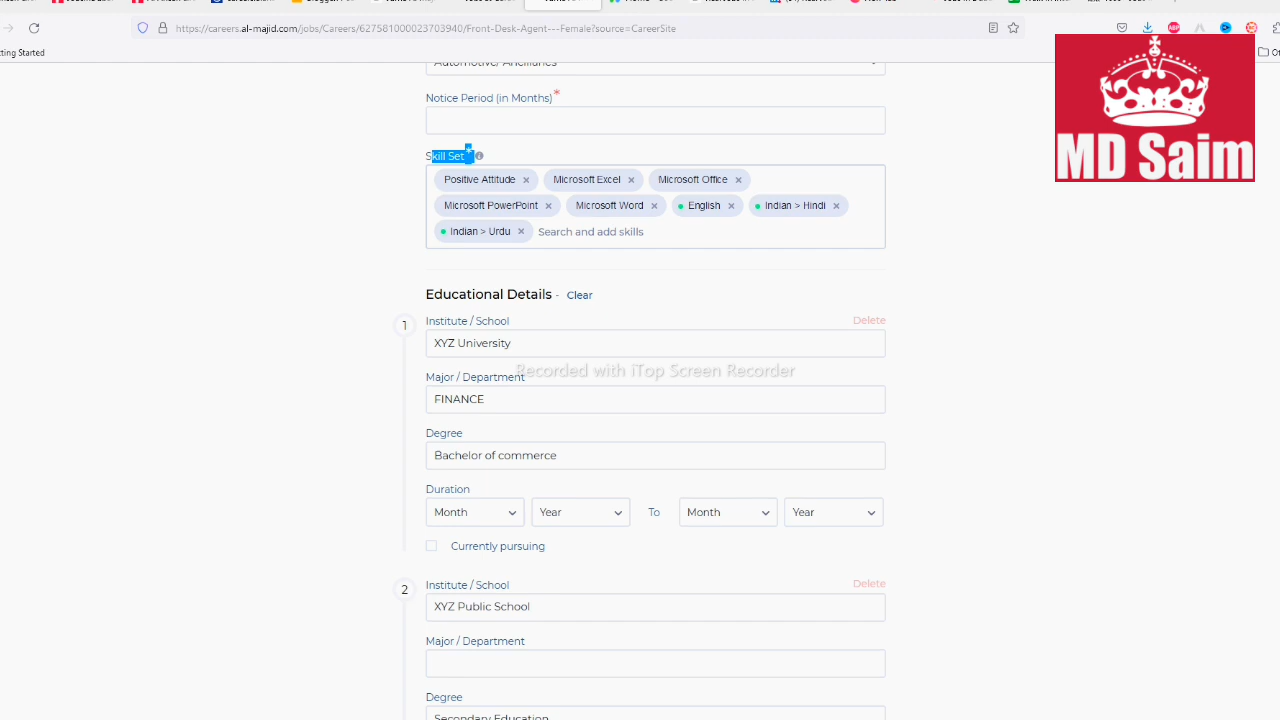 ting Started
https://careers.al-majid.com/jobs/Careers/627581000023703940/Front-Desk-Agent---Female?source=CareerSite
MD Saim
Automotive/ Ancillaries
Notice Period (in Months)*
Skill Set*
Positive Attitude × Microsoft Excel × Microsoft Office ×
Microsoft PowerPoint × Microsoft Word × English × Indian > Hindi ×
Indian > Urdu × Search and add skills
Educational Details - Clear
1 Institute / School Delete
XYZ University
Recorded with iTop Screen Recorder
Major / Department
FINANCE
Degree
Bachelor of commerce
Duration
Month Year To Month Year
Currently pursuing
2 Institute / School Delete
XYZ Public School
Major / Department
Degree
Secondary Education